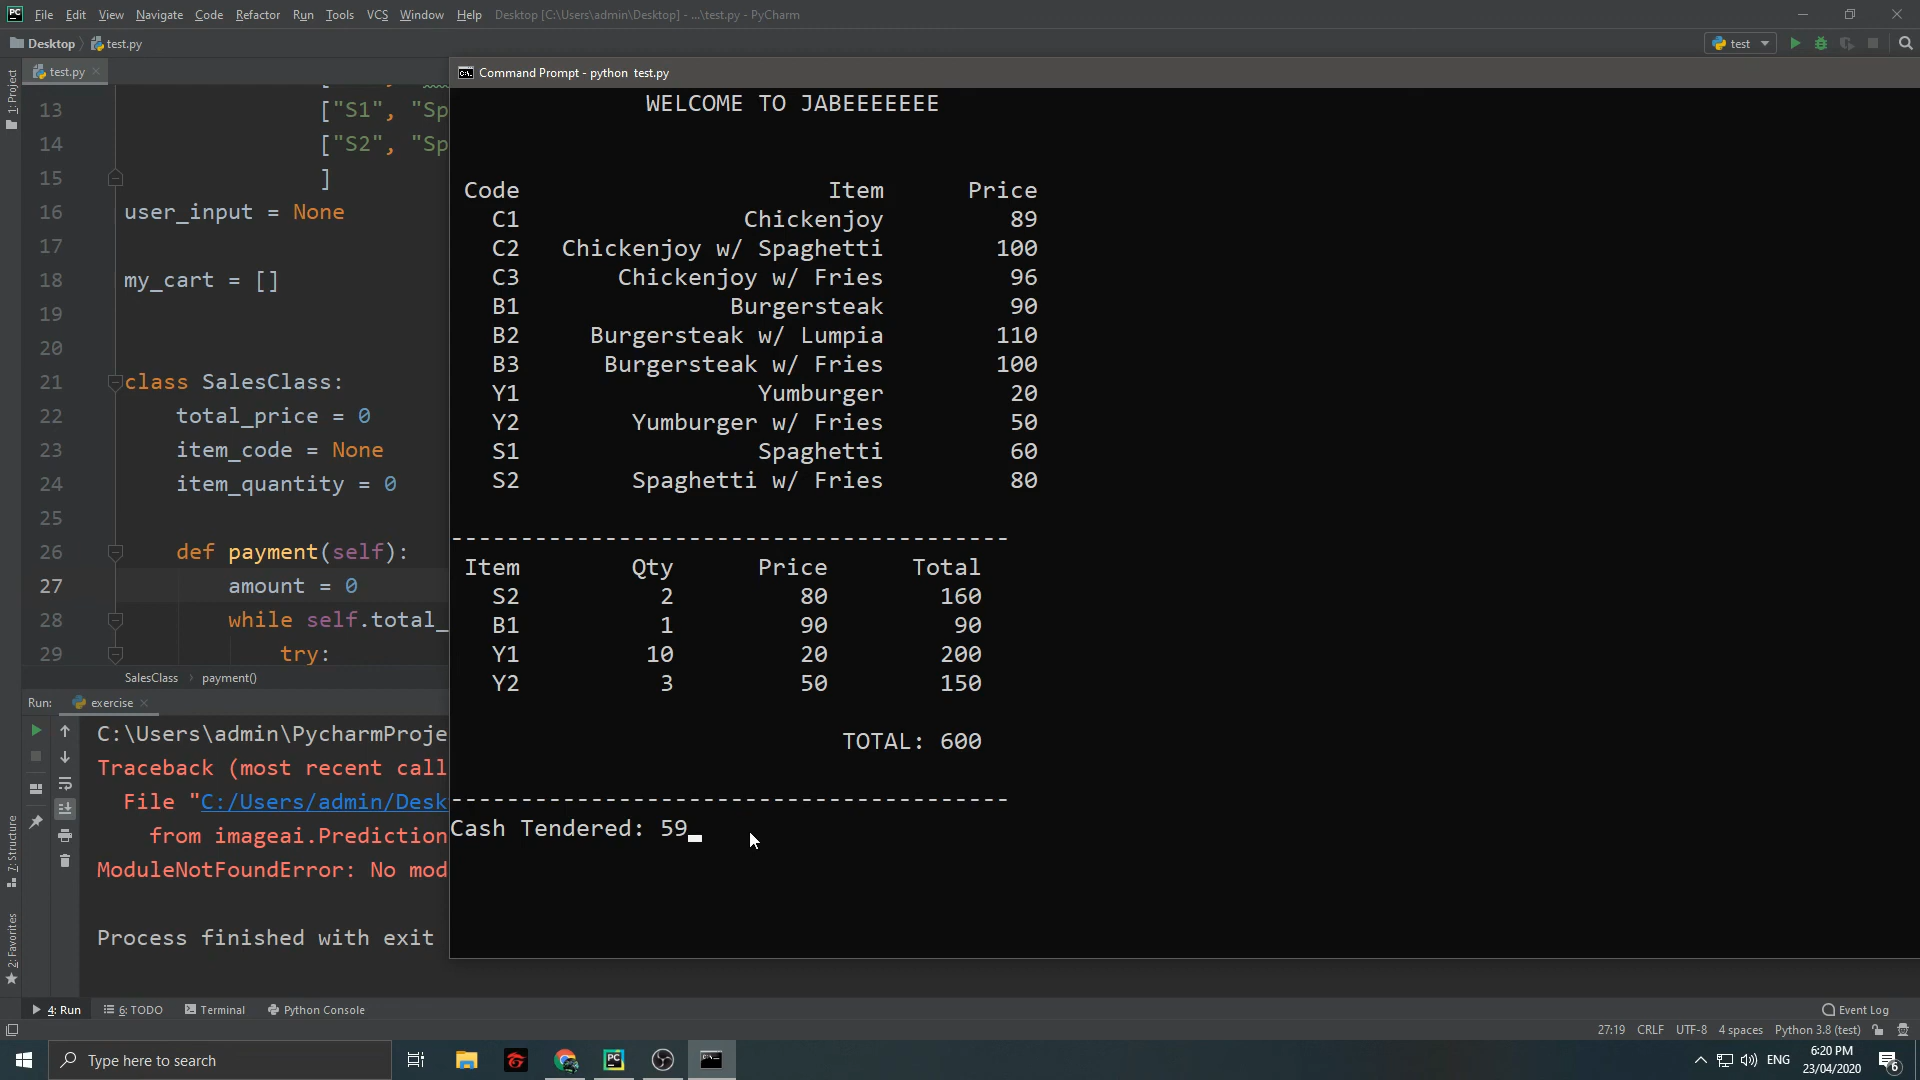 PC File Edit View Navigate Code Refactor Run Tools VCS Window Help Desktop [C:\Users\admin\Desktop] - ...\test.py - PyCharm
Desktop test.py test
test.py
Command Prompt - python test.py
1: Project
13 ["S1", "Sp
14 ["S2", "Sp
15 ]
16 user_input = None
17
18 my_cart = []
19
20
21 class SalesClass:
22 total_price = 0
23 item_code = None
24 item_quantity = 0
25
26 def payment(self):
27 amount = 0
28 while self.total_
29 try:
SalesClass payment()
WELCOME TO JABEEEEEEE
Code Item Price
C1 Chickenjoy 89
C2 Chickenjoy w/ Spaghetti 100
C3 Chickenjoy w/ Fries 96
B1 Burgersteak 90
B2 Burgersteak w/ Lumpia 110
B3 Burgersteak w/ Fries 100
Y1 Yumburger 20
Y2 Yumburger w/ Fries 50
S1 Spaghetti 60
S2 Spaghetti w/ Fries 80
----------------------------------------
Item Qty Price Total
S2 2 80 160
B1 1 90 90
Y1 10 20 200
Y2 3 50 150
TOTAL: 600
----------------------------------------
Cash Tendered: 59_
Run: exercise
C:\Users\admin\PycharmProje
Traceback (most recent call
File "C:/Users/admin/Desk
from imageai.Prediction
ModuleNotFoundError: No mod
Process finished with exit
7: Structure
2: Favorites
4: Run 6: TODO Terminal Python Console Event Log
27:19 CRLF UTF-8 4 spaces Python 3.8 (test)
Type here to search
PC
ENG
6:20 PM
23/04/2020
6